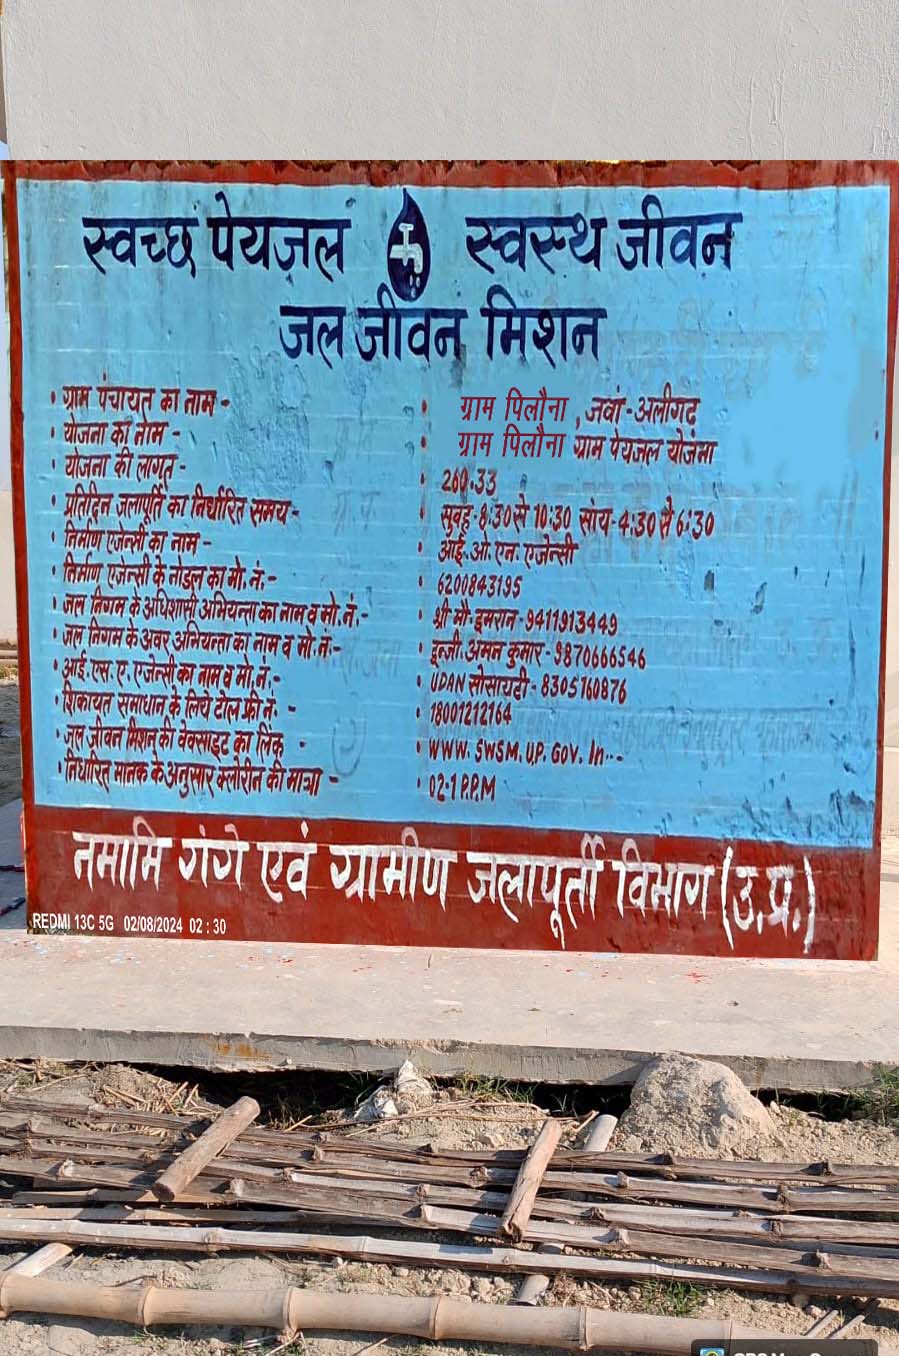 स्वच्छ पेयजल स्वस्थ जीवन
जल जीवन मिशन
• ग्राम पंचायत का नाम - • ग्राम पिलौना , जवां - अलीगढ़
• योजना का नाम - • ग्राम पिलौना ग्राम पेयजल योजना
• योजना की लागत - • 260.33
• प्रतिदिन जलापूर्ति का निर्धारित समय - • सुबह - 8:30 से 10:30 सांय - 4:30 से 6:30
• निर्माण एजेन्सी का नाम - • आई. ओ. एन. एजेन्सी
• निर्माण एजेन्सी के नोडल का मो. नं. - • 6200843195
• जल निगम के अधिशासी अभियन्ता का नाम व मो. नं. - • श्री मौ. इमरान - 9411913449
• जल निगम के अवर अभियन्ता का नाम व मो. नं. - • इन्जी. अमन कुमार - 9870666546
• आई. एस. ए. एजेन्सी का नाम व मो. नं. - • UDAN सोसायटी - 8305160876
• शिकायत समाधान के लिये टोल फ्री नं. - • 18001212164
• जल जीवन मिशन की वेक्साइट का लिंक - • WWW. SWSM. UP. GOV. In --
• निर्धारित मानक के अनुसार क्लोरीन की मात्रा - • 02-1 P.P.M
नमामि गंगे एवं ग्रामीण जलापूर्ती विभाग (उ.प्र.)
REDMI 13C 5G 02/08/2024 02 : 30